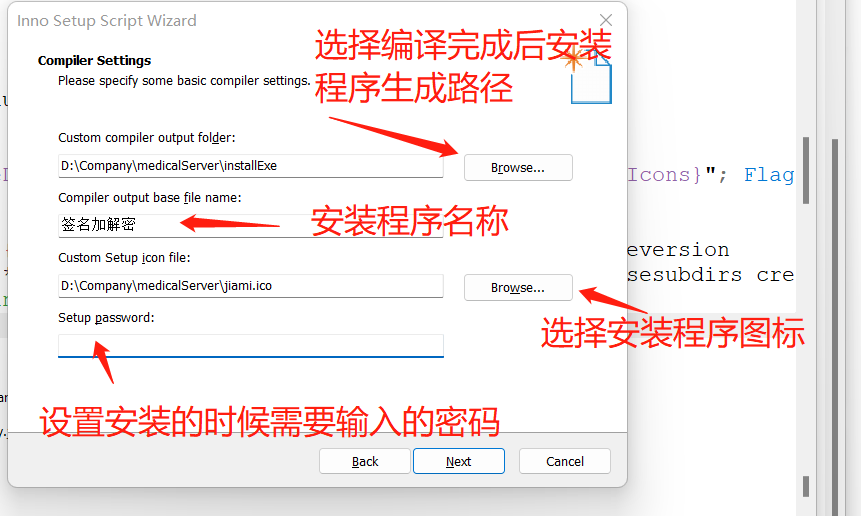 Inno Setup Script Wizard
选择编译完成后安装
程序生成路径
Compiler Settings
Please specify some basic compiler settings.
Custom compiler output folder:
D:\Company\medicalServer\installExe
Browse...
Icons}"; Flag
Compiler output base file name:
签名加解密
安装程序名称
eversion
Custom Setup icon file:
sesubdirs cre
D:\Company\medicalServer\jiami.ico
Browse...
选择安装程序图标
Setup password:
设置安装的时候需要输入的密码
Back
Next
Cancel